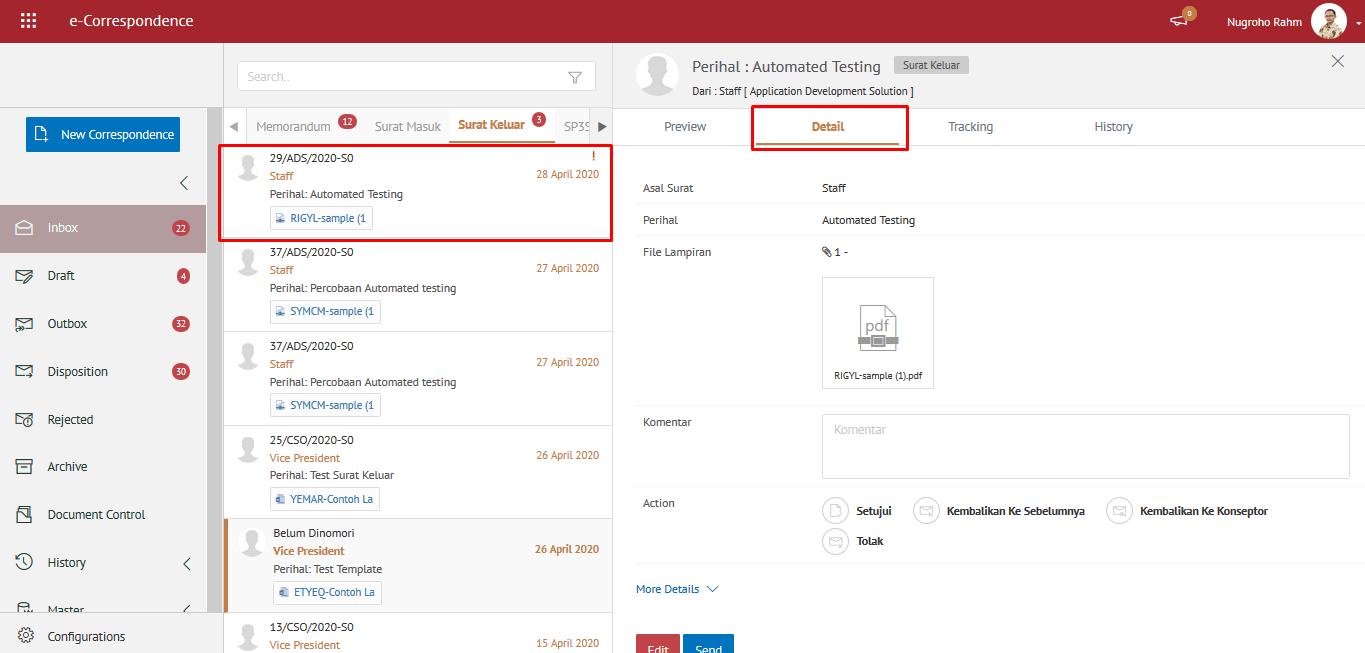 e-Correspondence
0
Nugroho Rahm
New Correspondence
Inbox 22
Draft 4
Outbox 32
Disposition 30
Rejected
Archive
Document Control
History
Master
Configurations
Search..
Memorandum 12 Surat Masuk Surat Keluar 3 SP3S
29/ADS/2020-S0 !
Staff 28 April 2020
Perihal: Automated Testing
RIGYL-sample (1
37/ADS/2020-S0
Staff 27 April 2020
Perihal: Percobaan Automated testing
SYMCM-sample (1
37/ADS/2020-S0
Staff 27 April 2020
Perihal: Percobaan Automated testing
SYMCM-sample (1
25/CSO/2020-S0
Vice President 26 April 2020
Perihal: Test Surat Keluar
YEMAR-Contoh La
Belum Dinomori
Vice President 26 April 2020
Perihal: Test Template
ETYEQ-Contoh La
13/CSO/2020-S0
Vice President 15 April 2020
Perihal : Automated Testing Surat Keluar
Dari : Staff [ Application Development Solution ]
Preview Detail Tracking History
Asal Surat Staff
Perihal Automated Testing
File Lampiran 1 -
pdf
RIGYL-sample (1).pdf
Komentar Komentar
Action Setujui Kembalikan Ke Sebelumnya Kembalikan Ke Konseptor
Tolak
More Details
Edit Send